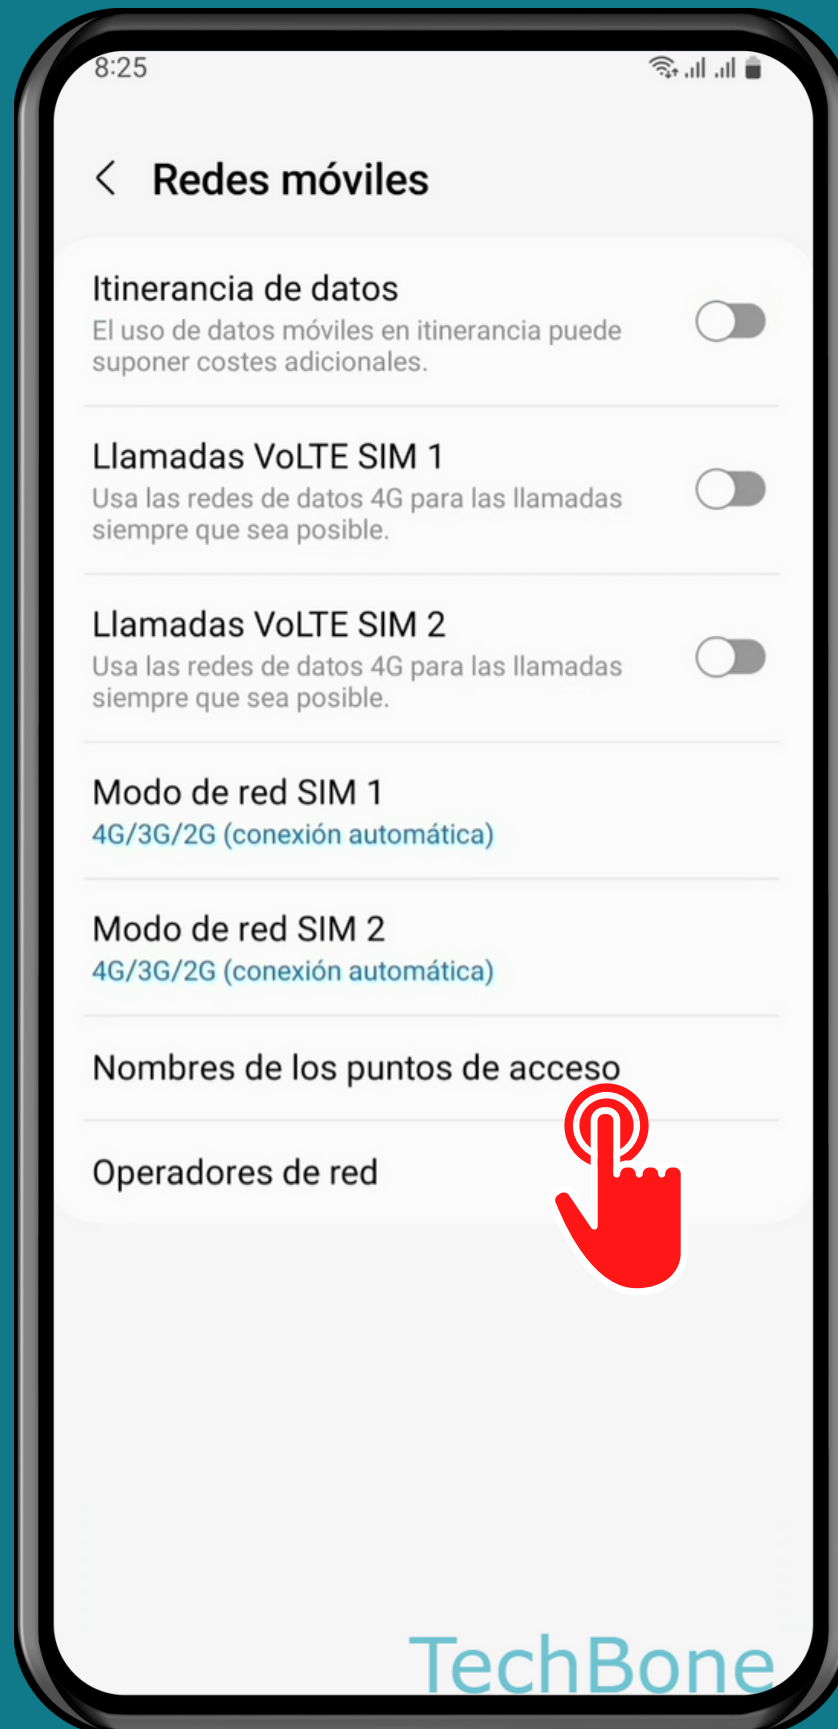 8:25
Redes móviles
Itinerancia de datos
El uso de datos móviles en itinerancia puede
suponer costes adicionales.
Llamadas VoLTE SIM 1
Usa las redes de datos 4G para las llamadas
siempre que sea posible.
Llamadas VoLTE SIM 2
Usa las redes de datos 4G para las llamadas
siempre que sea posible.
Modo de red SIM 1
4G/3G/2G (conexión automática)
Modo de red SIM 2
4G/3G/2G (conexión automática)
Nombres de los puntos de acceso
Operadores de red
TechBone